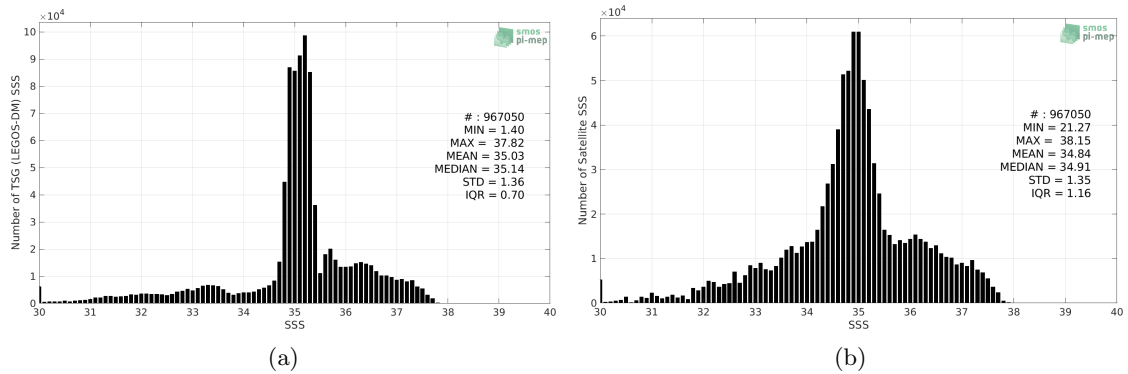 ×10⁴
10
9
8
7
6
5
4
3
2
1
0
Number of TSG (LEGOS-DM) SSS
smos
pi-mep
# : 967050
MIN = 1.40
MAX = 37.82
MEAN = 35.03
MEDIAN = 35.14
STD = 1.36
IQR = 0.70
30 31 32 33 34 35 36 37 38 39 40
SSS
(a)
×10⁴
6
5
4
3
2
1
0
Number of Satellite SSS
smos
pi-mep
# : 967050
MIN = 21.27
MAX = 38.15
MEAN = 34.84
MEDIAN = 34.91
STD = 1.35
IQR = 1.16
30 31 32 33 34 35 36 37 38 39 40
SSS
(b)